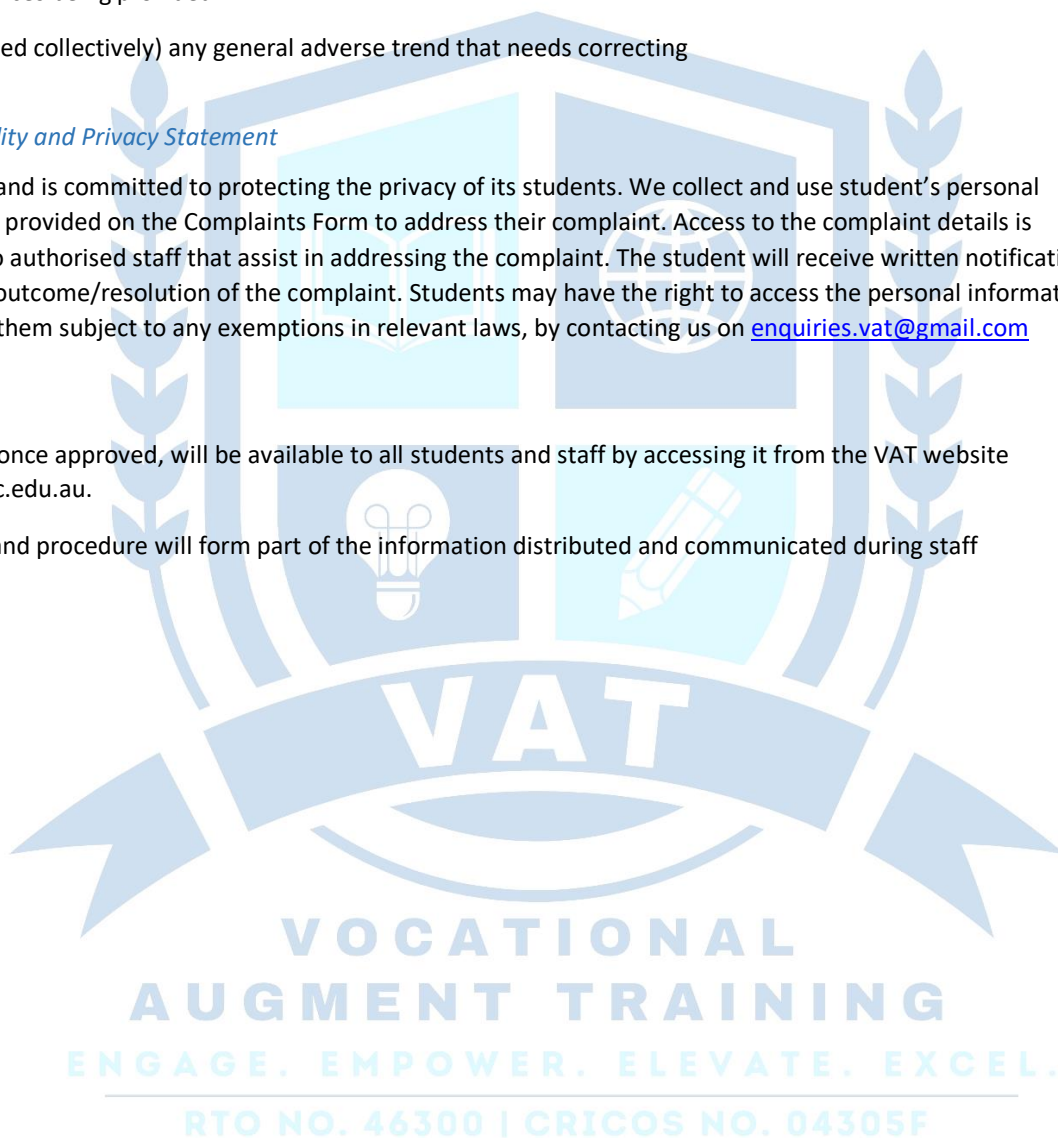 ed collectively) any general adverse trend that needs correcting
lity and Privacy Statement
and is committed to protecting the privacy of its students. We collect and use student's personal
provided on the Complaints Form to address their complaint. Access to the complaint details is
o authorised staff that assist in addressing the complaint. The student will receive written notificati
outcome/resolution of the complaint. Students may have the right to access the personal informat
them subject to any exemptions in relevant laws, by contacting us on enquiries.vat@gmail.com
once approved, will be available to all students and staff by accessing it from the VAT website
c.edu.au.
and procedure will form part of the information distributed and communicated during staff
VAT
VOCATIONAL
AUGMENT TRAINING
ENGAGE. EMPOWER. ELEVATE. EXCEL.
RTO NO. 46300 | CRICOS NO. 04305F